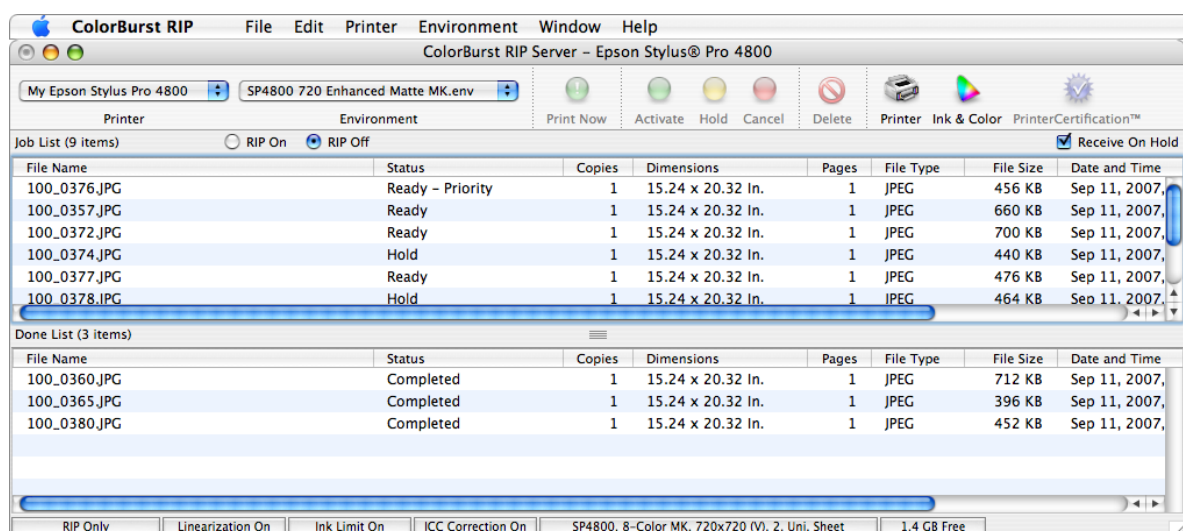 ColorBurst RIP File Edit Printer Environment Window Help
ColorBurst RIP Server – Epson Stylus® Pro 4800
My Epson Stylus Pro 4800 SP4800 720 Enhanced Matte MK.env
Printer Environment Print Now Activate Hold Cancel Delete Printer Ink & Color PrinterCertification™
Job List (9 items) RIP On RIP Off Receive On Hold
File Name Status Copies Dimensions Pages File Type File Size Date and Time
100_0376.JPG Ready – Priority 1 15.24 x 20.32 In. 1 JPEG 456 KB Sep 11, 2007,
100_0357.JPG Ready 1 15.24 x 20.32 In. 1 JPEG 660 KB Sep 11, 2007,
100_0372.JPG Ready 1 15.24 x 20.32 In. 1 JPEG 700 KB Sep 11, 2007,
100_0374.JPG Hold 1 15.24 x 20.32 In. 1 JPEG 440 KB Sep 11, 2007,
100_0377.JPG Ready 1 15.24 x 20.32 In. 1 JPEG 476 KB Sep 11, 2007,
100_0378.JPG Hold 1 15.24 x 20.32 In. 1 JPEG 464 KB Sep 11, 2007,
Done List (3 items)
File Name Status Copies Dimensions Pages File Type File Size Date and Time
100_0360.JPG Completed 1 15.24 x 20.32 In. 1 JPEG 712 KB Sep 11, 2007,
100_0365.JPG Completed 1 15.24 x 20.32 In. 1 JPEG 396 KB Sep 11, 2007,
100_0380.JPG Completed 1 15.24 x 20.32 In. 1 JPEG 452 KB Sep 11, 2007,
RIP Only Linearization On Ink Limit On ICC Correction On SP4800, 8-Color MK, 720x720 (V), 2, Uni, Sheet 1.4 GB Free